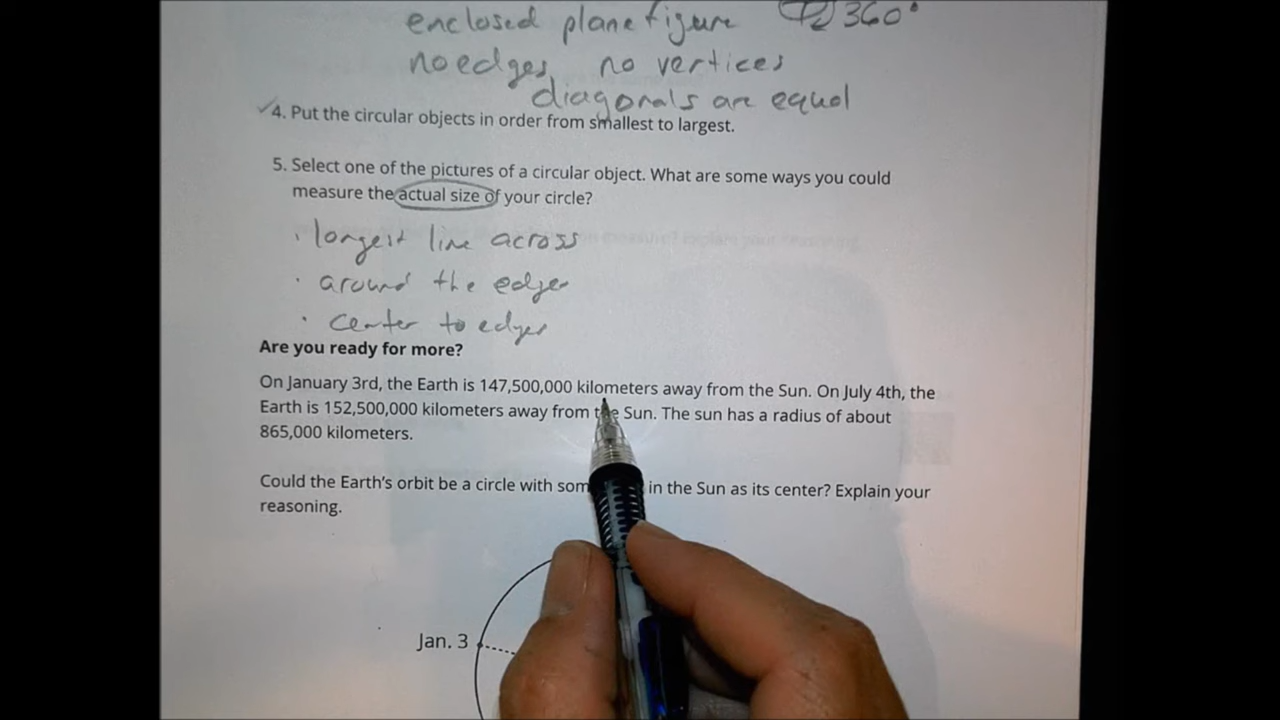 enclosed plane figure 360°
no edges, no vertices
diagonals are equal
4. Put the circular objects in order from smallest to largest.
5. Select one of the pictures of a circular object. What are some ways you could
measure the actual size of your circle?
· longest line across
· around the edges
· center to edges
Are you ready for more?
On January 3rd, the Earth is 147,500,000 kilometers away from the Sun. On July 4th, the
Earth is 152,500,000 kilometers away from the Sun. The sun has a radius of about
865,000 kilometers.
Could the Earth's orbit be a circle with som in the Sun as its center? Explain your
reasoning.
Jan. 3